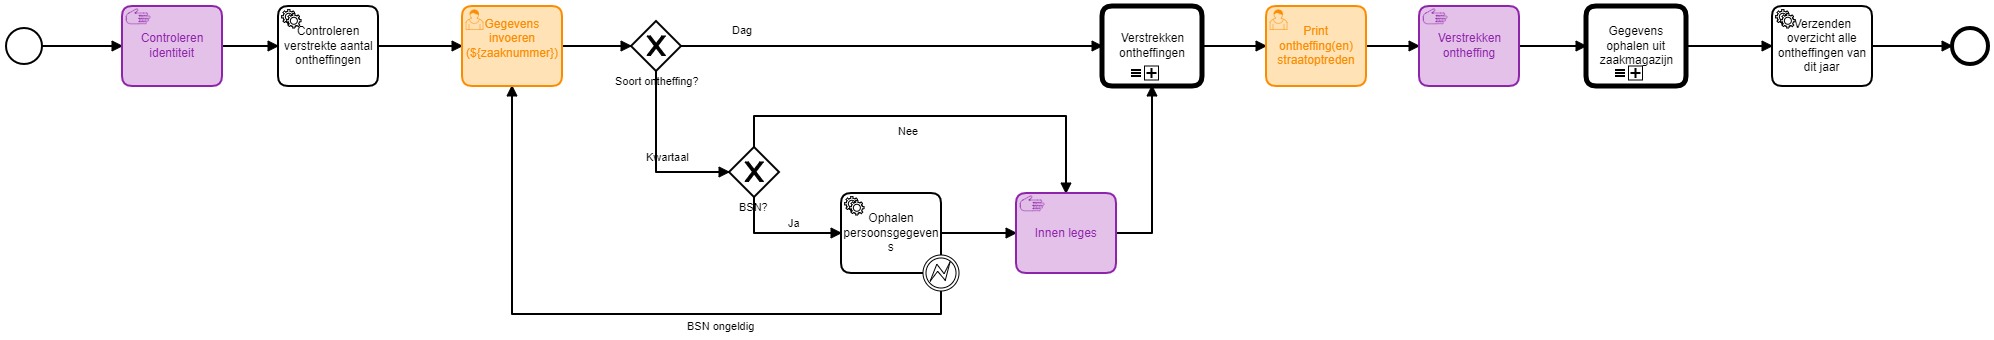 Controleren
identiteit
Controleren
verstrekte aantal
ontheffingen
Gegevens
invoeren
(${zaaknummer})
Soort ontheffing?
Dag
Kwartaal
BSN?
Nee
Ja
Ophalen
persoonsgegeven
s
BSN ongeldig
Innen leges
Verstrekken
ontheffingen
Print
ontheffing(en)
straatoptreden
Verstrekken
ontheffing
Gegevens
ophalen uit
zaakmagazijn
Verzenden
overzicht alle
ontheffingen van
dit jaar